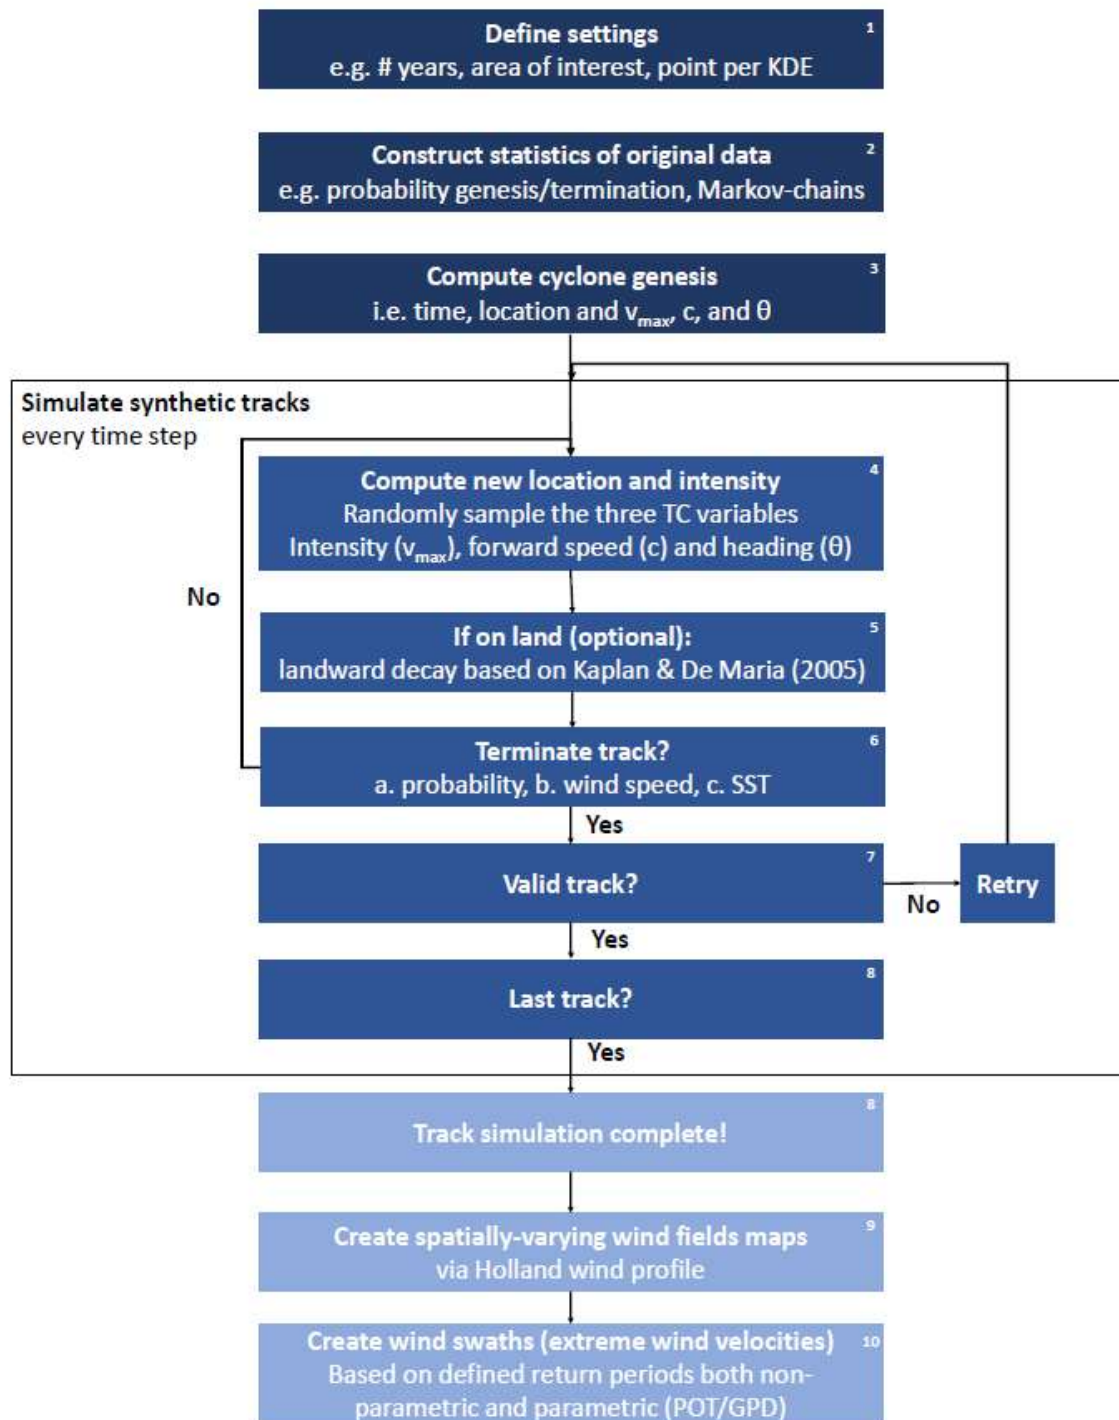 Define settings 1
e.g. # years, area of interest, point per KDE
Construct statistics of original data 2
e.g. probability genesis/termination, Markov-chains
Compute cyclone genesis 3
i.e. time, location and vmax, c, and θ
Simulate synthetic tracks
every time step
Compute new location and intensity 4
Randomly sample the three TC variables
Intensity (vmax), forward speed (c) and heading (θ)
No
If on land (optional): 5
landward decay based on Kaplan & De Maria (2005)
Terminate track? 6
a. probability, b. wind speed, c. SST
Yes
Valid track? 7
Retry
No
Yes
Last track? 8
Yes
Track simulation complete! 8
Create spatially-varying wind fields maps 9
via Holland wind profile
Create wind swaths (extreme wind velocities) 10
Based on defined return periods both non-
parametric and parametric (POT/GPD)